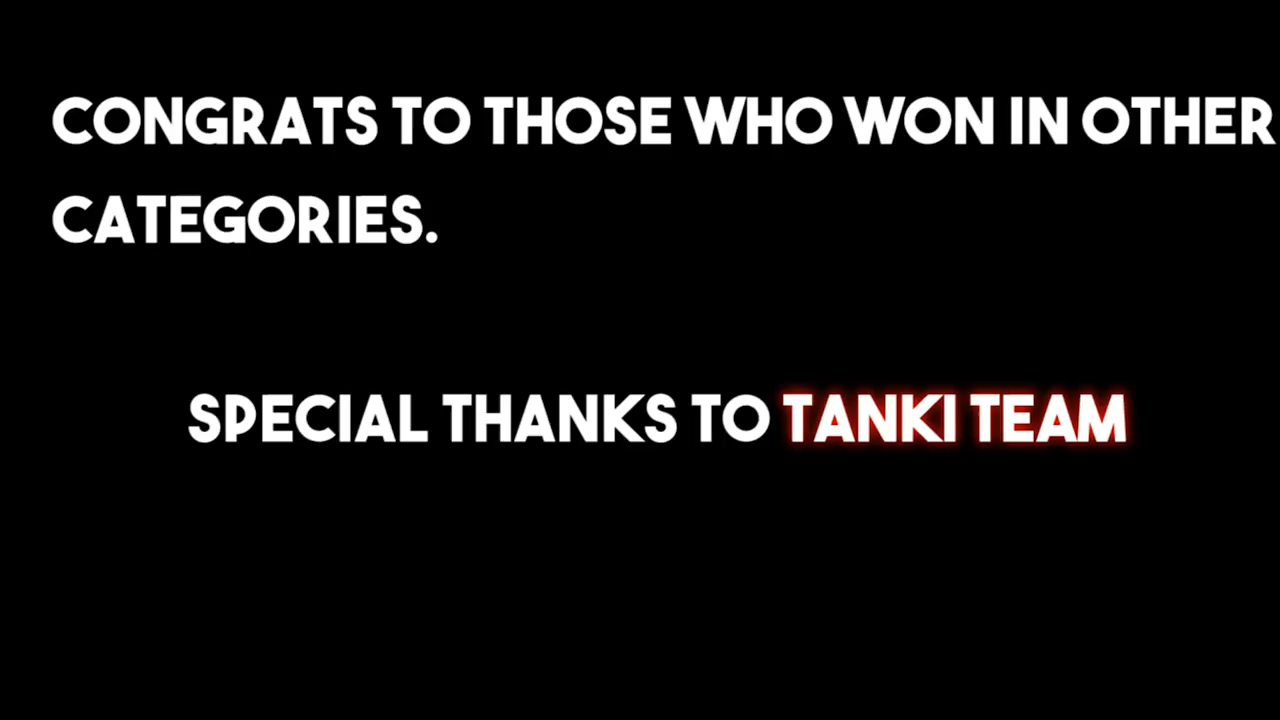 CONGRATS TO THOSE WHO WON IN OTHER
CATEGORIES.
SPECIAL THANKS TO TANKI TEAM